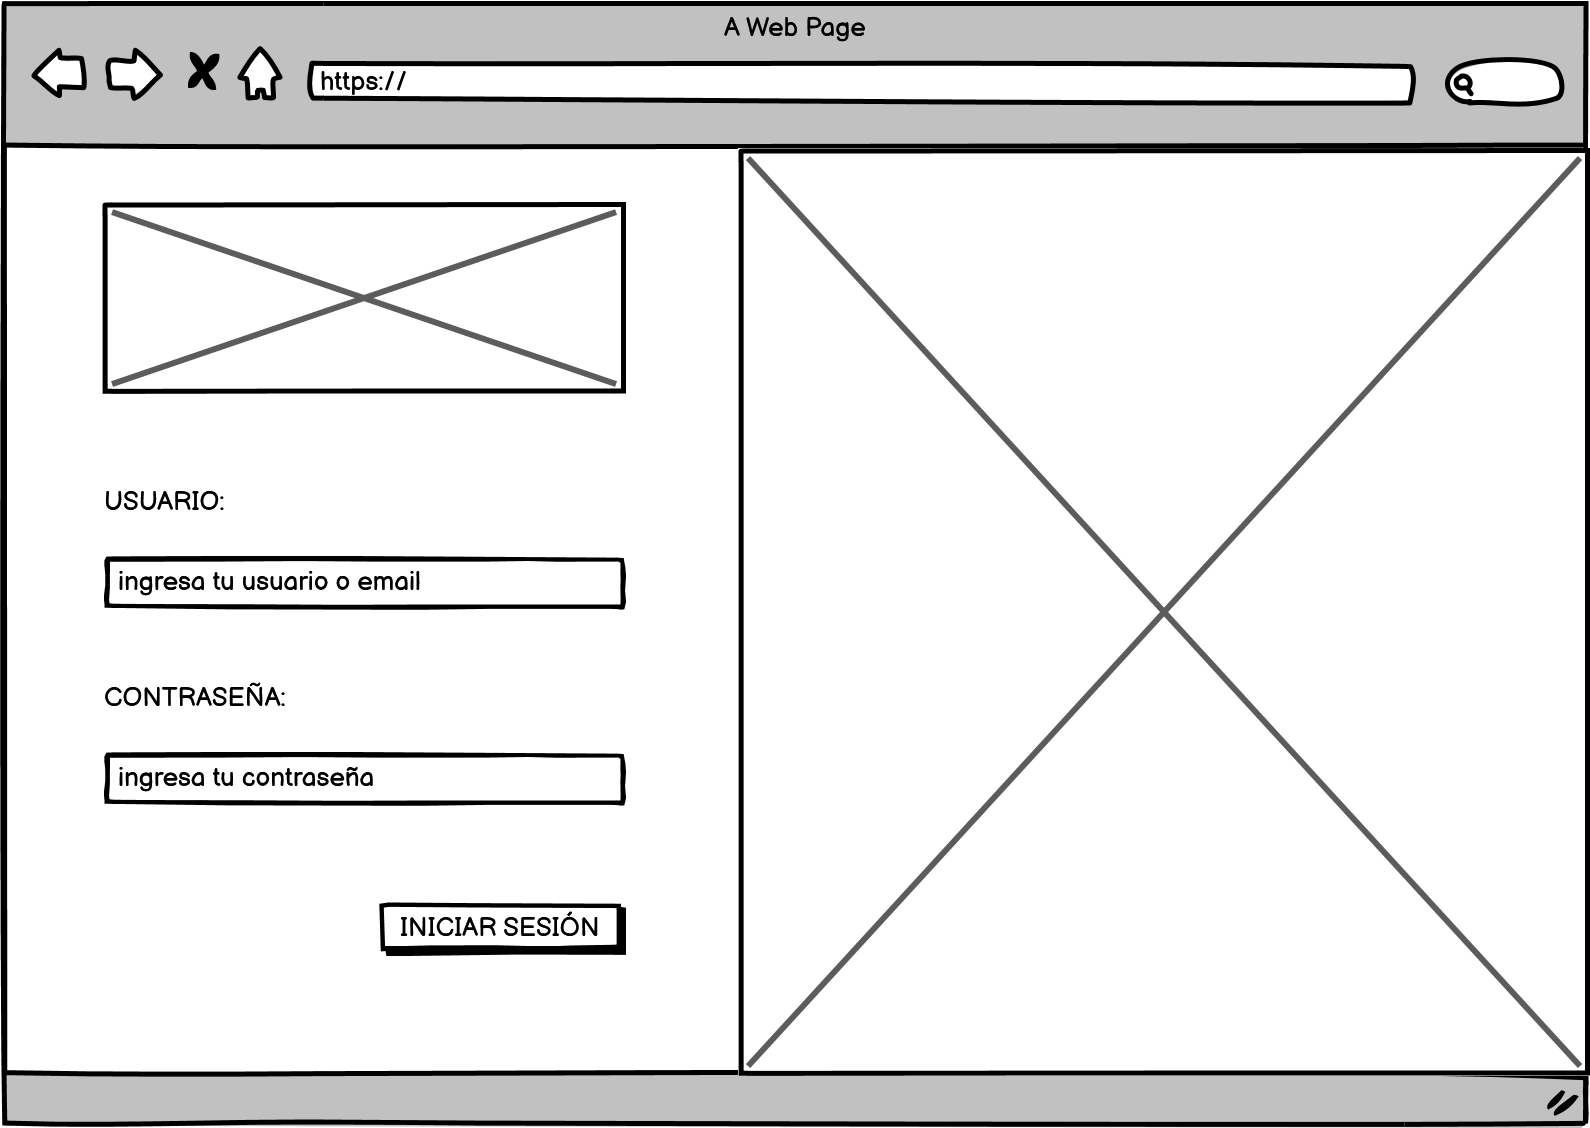 A Web Page
https://
USUARIO:
ingresa tu usuario o email
CONTRASEÑA:
ingresa tu contraseña
INICIAR SESIÓN